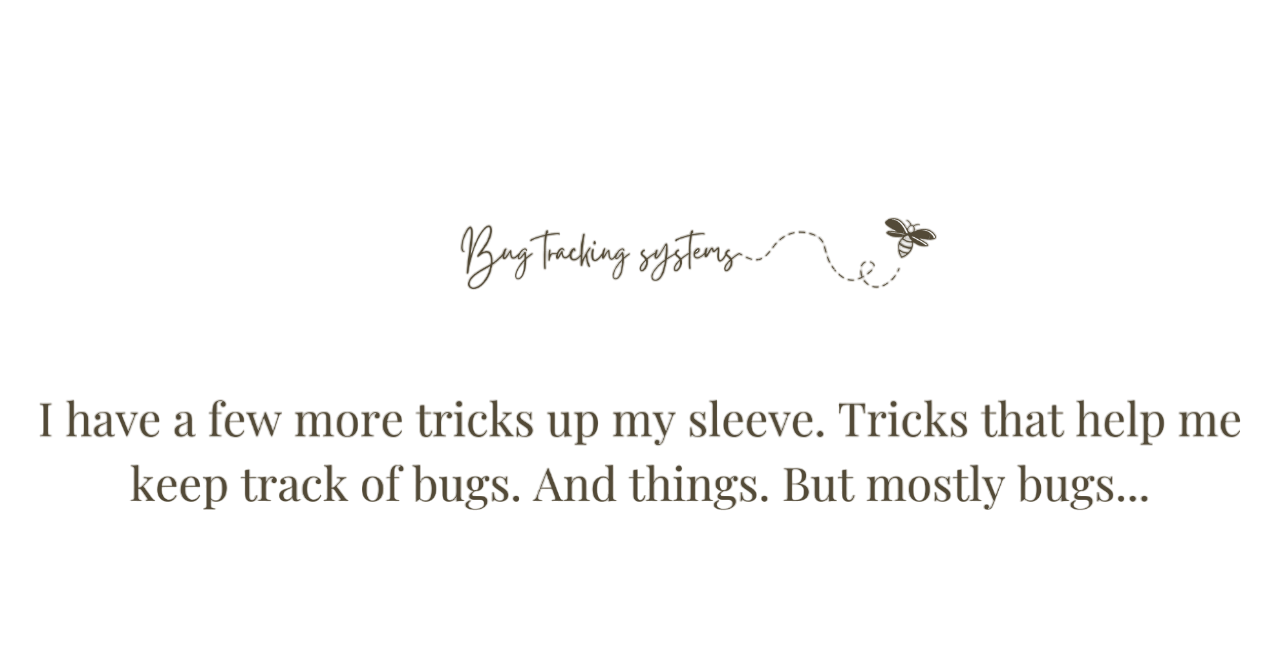 Bug tracking systems
I have a few more tricks up my sleeve. Tricks that help me
keep track of bugs. And things. But mostly bugs...